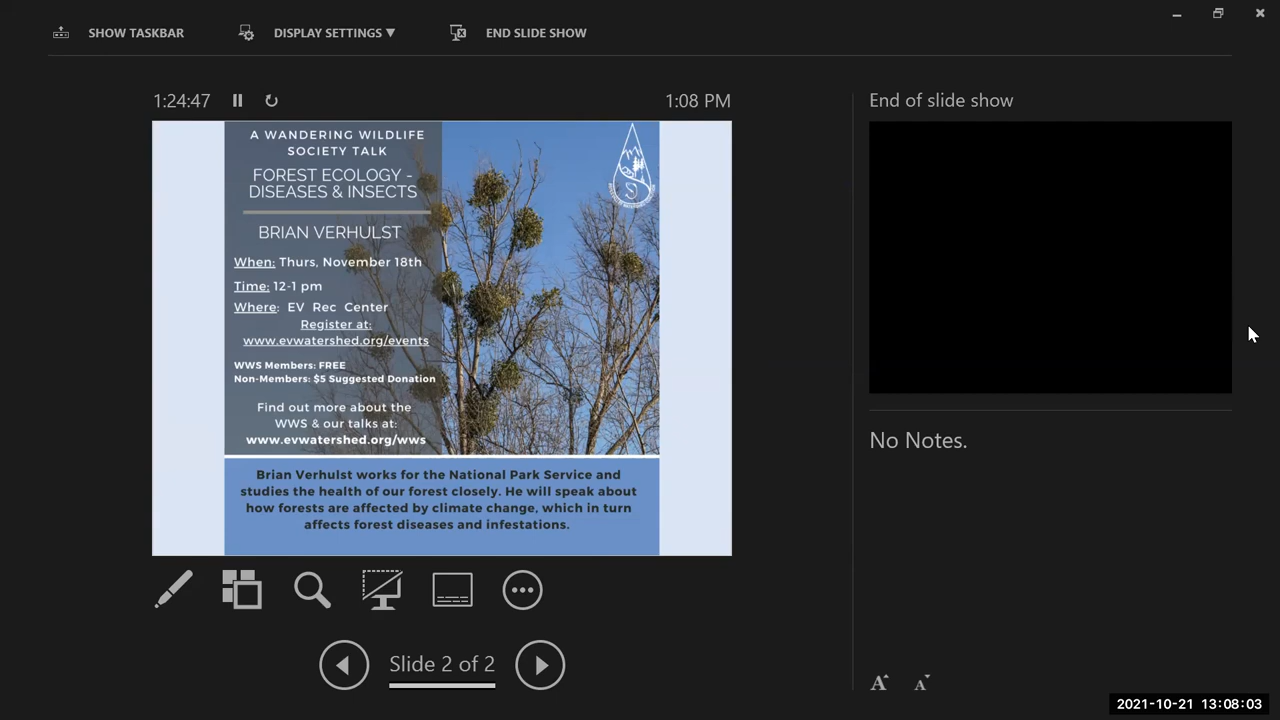 SHOW TASKBAR
DISPLAY SETTINGS ▼
END SLIDE SHOW
1:24:47
1:08 PM
A WANDERING WILDLIFE
SOCIETY TALK
FOREST ECOLOGY -
DISEASES & INSECTS
BRIAN VERHULST
When: Thurs, November 18th
Time: 12-1 pm
Where: EV Rec Center
Register at:
www.evwatershed.org/events
WWS Members: FREE
Non-Members: $5 Suggested Donation
Find out more about the
WWS & our talks at:
www.evwatershed.org/wws
Brian Verhulst works for the National Park Service and
studies the health of our forest closely. He will speak about
how forests are affected by climate change, which in turn
affects forest diseases and infestations.
Slide 2 of 2
End of slide show
No Notes.
A A
2021-10-21 13:08:03